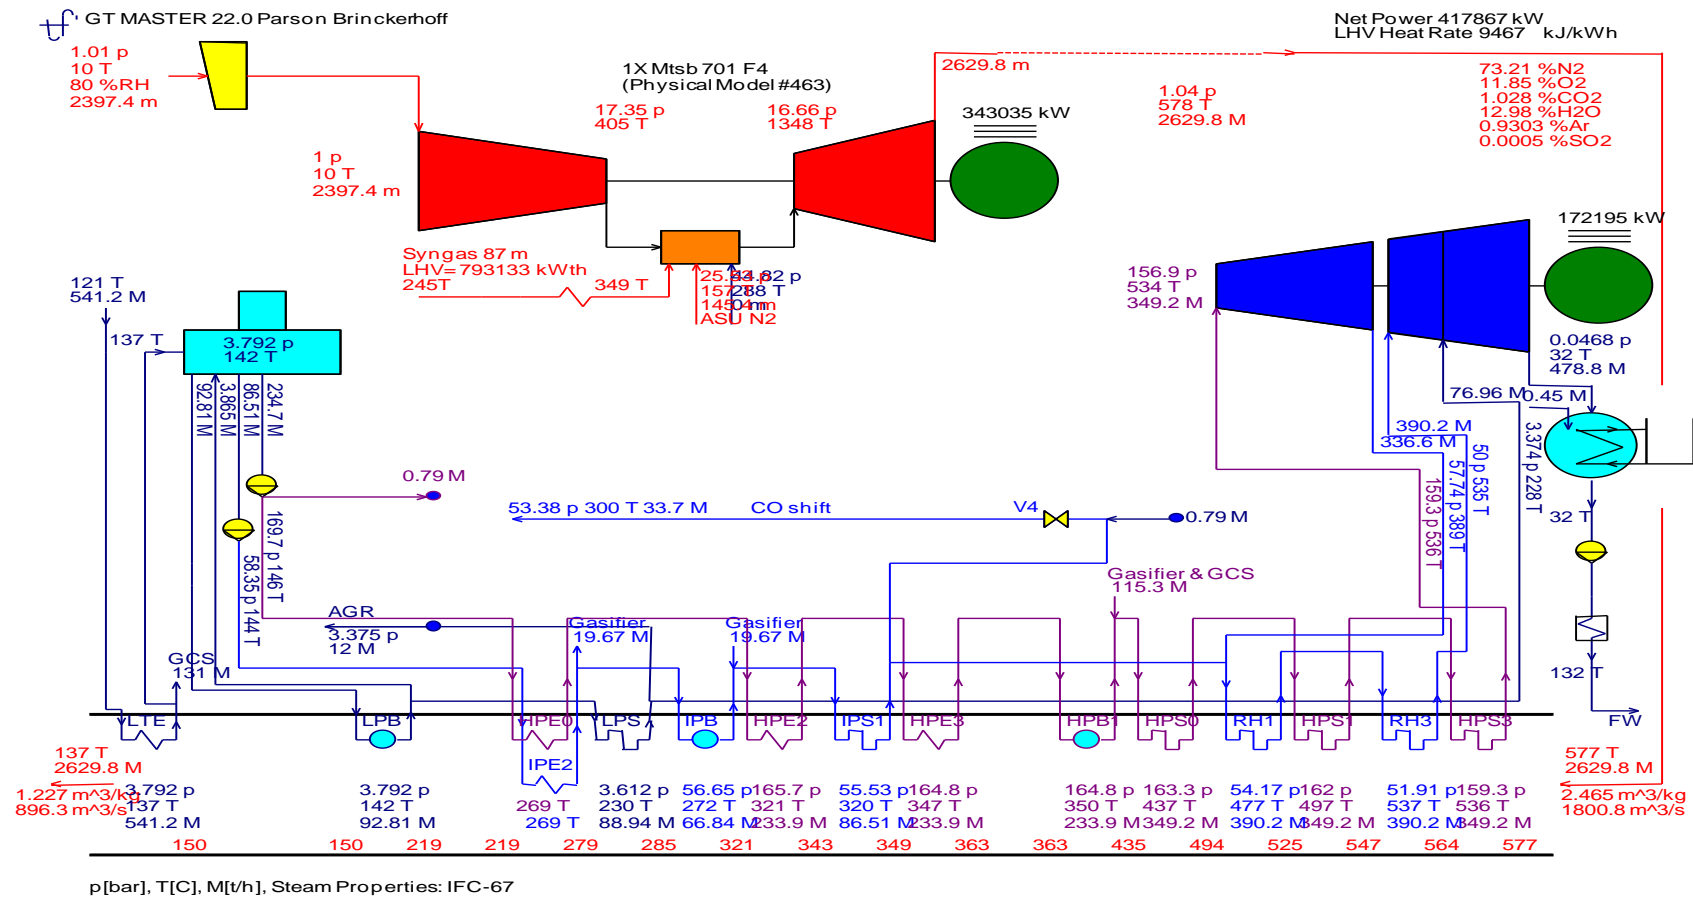 GT MASTER 22.0 Parson Brinckerhoff
Net Power 417867 kW
LHV Heat Rate 9467 kJ/kWh
1.01 p
10 T
80 %RH
2397.4 m
1X Mtsb 701 F4
(Physical Model #463)
17.35 p
405 T
16.66 p
1348 T
2629.8 m
343035 kW
1.04 p
578 T
2629.8 M
73.21 %N2
11.85 %O2
1.028 %CO2
12.98 %H2O
0.9303 %Ar
0.0005 %SO2
1 p
10 T
2397.4 m
Syngas 87 m
LHV= 793133 kWth
245T
349 T
ASU N2
172195 kW
156.9 p
534 T
349.2 M
0.0468 p
32 T
478.8 M
121 T
541.2 M
137 T
3.792 p
142 T
92.81 M
3.865 M
86.51 M
234.7 M
76.96 M
0.45 M
390.2 M
336.6 M
3.374 p 228 T
50 p 535 T
57.74 p 389 T
159.3 p 536 T
0.79 M
53.38 p 300 T 33.7 M
CO shift
V4
0.79 M
32 T
169.7 p 146 T
58.35 p 144 T
Gasifier & GCS
115.3 M
AGR
3.375 p
12 M
Gasifier
19.67 M
Gasifier
19.67 M
GCS
131 M
132 T
FW
LTE
LPB
HPE0
LPS
IPB
HPE2
IPS1
HPE3
HPB1
HPS0
RH1
HPS1
RH3
HPS3
IPE2
137 T
2629.8 M
1.227 m^3/kg
896.3 m^3/s
577 T
2629.8 M
2.465 m^3/kg
1800.8 m^3/s
3.792 p
137 T
541.2 M
3.792 p
142 T
92.81 M
269 T
269 T
3.612 p
230 T
88.94 M
56.65 p
272 T
66.84 M
165.7 p
321 T
233.9 M
55.53 p
320 T
86.51 M
164.8 p
347 T
233.9 M
164.8 p
350 T
233.9 M
163.3 p
437 T
349.2 M
54.17 p
477 T
390.2 M
162 p
497 T
349.2 M
51.91 p
537 T
390.2 M
159.3 p
536 T
349.2 M
150 150 219 219 279 285 321 343 349 363 363 435 494 525 547 564 577
p[bar], T[C], M[t/h], Steam Properties: IFC-67